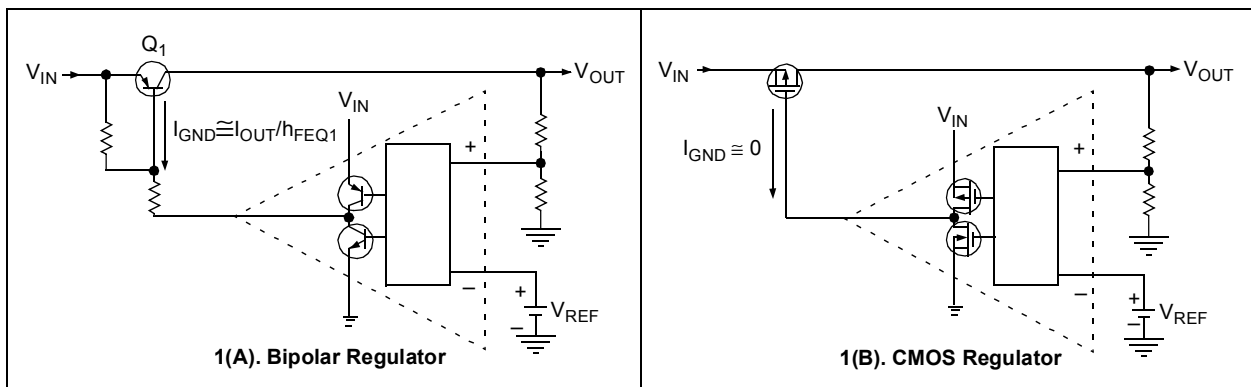 Q1
VIN
VOUT
VIN
IGND≅IOUT/hFEQ1
+
–
+
–
VREF
1(A). Bipolar Regulator
VIN
VOUT
VIN
IGND ≅ 0
+
–
+
–
VREF
1(B). CMOS Regulator